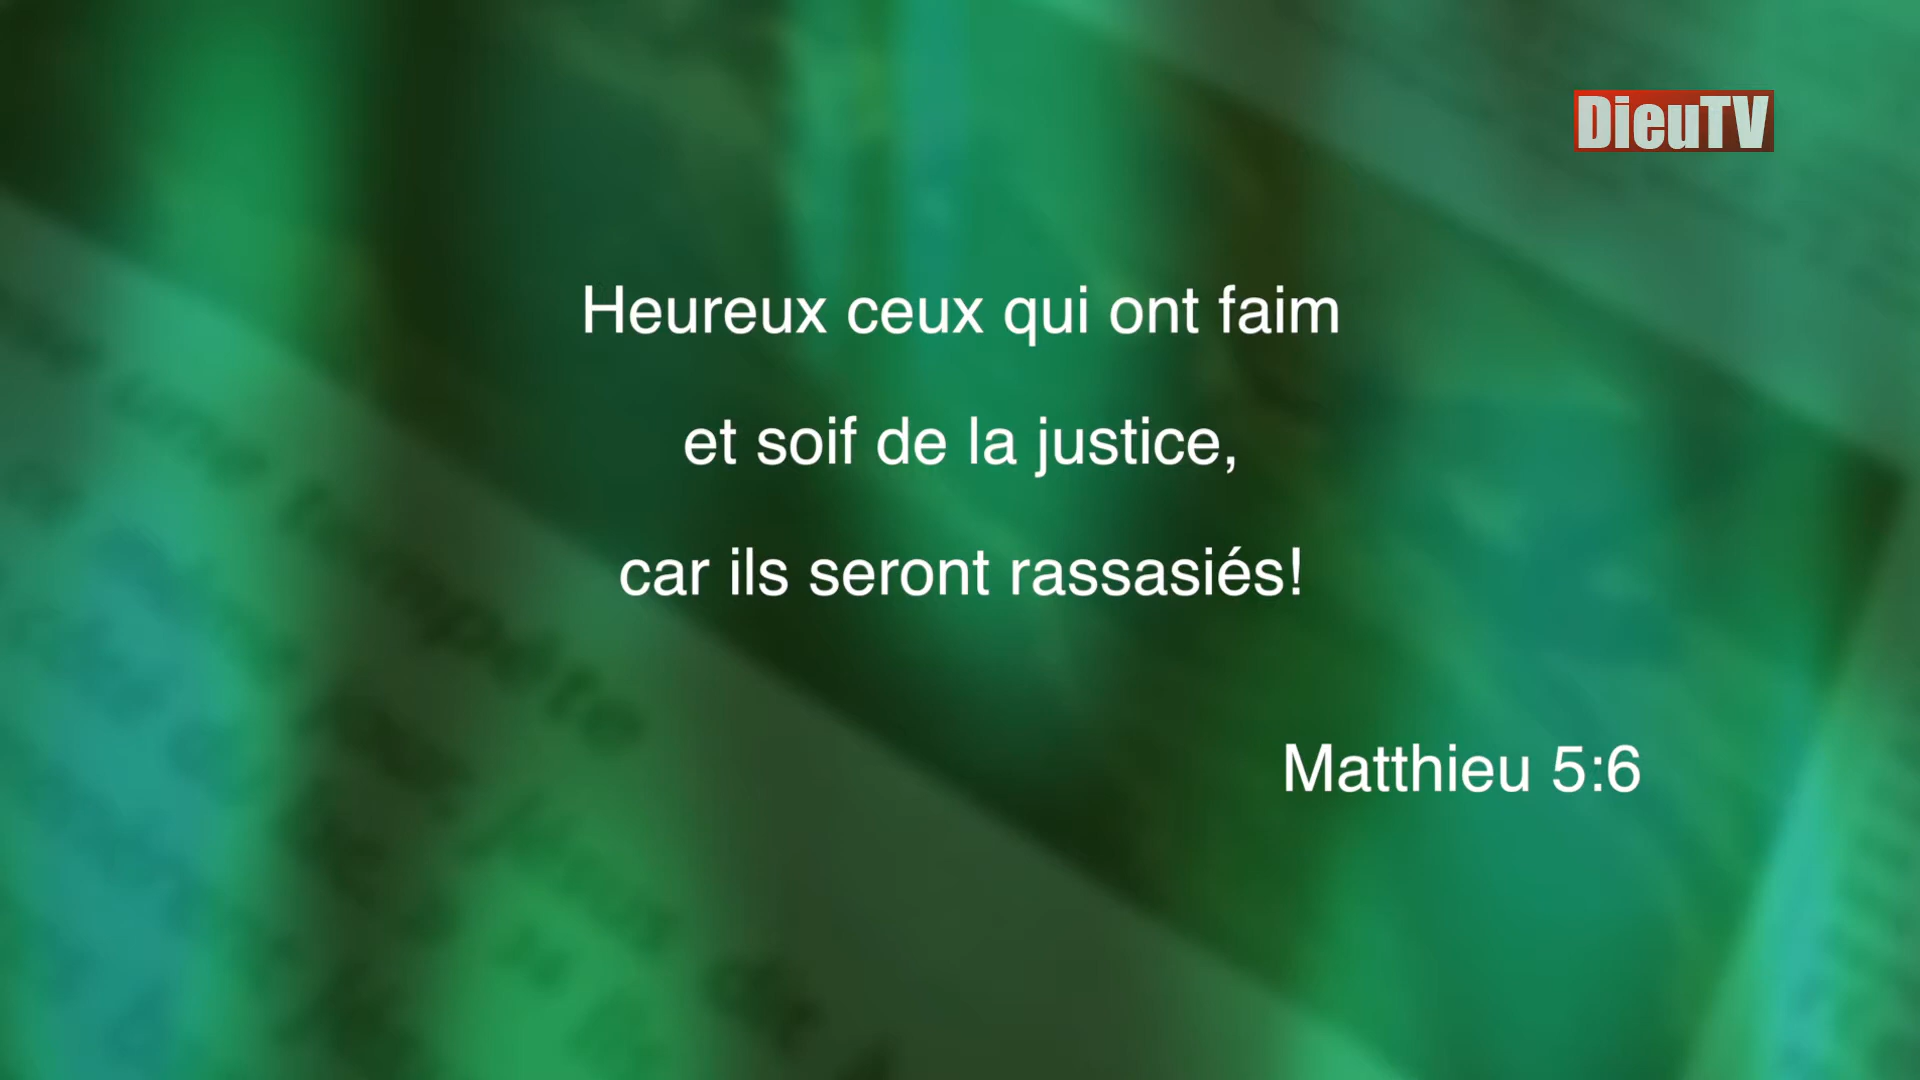 DieuTV
Heureux ceux qui ont faim
et soif de la justice,
car ils seront rassasiés!
Matthieu 5:6